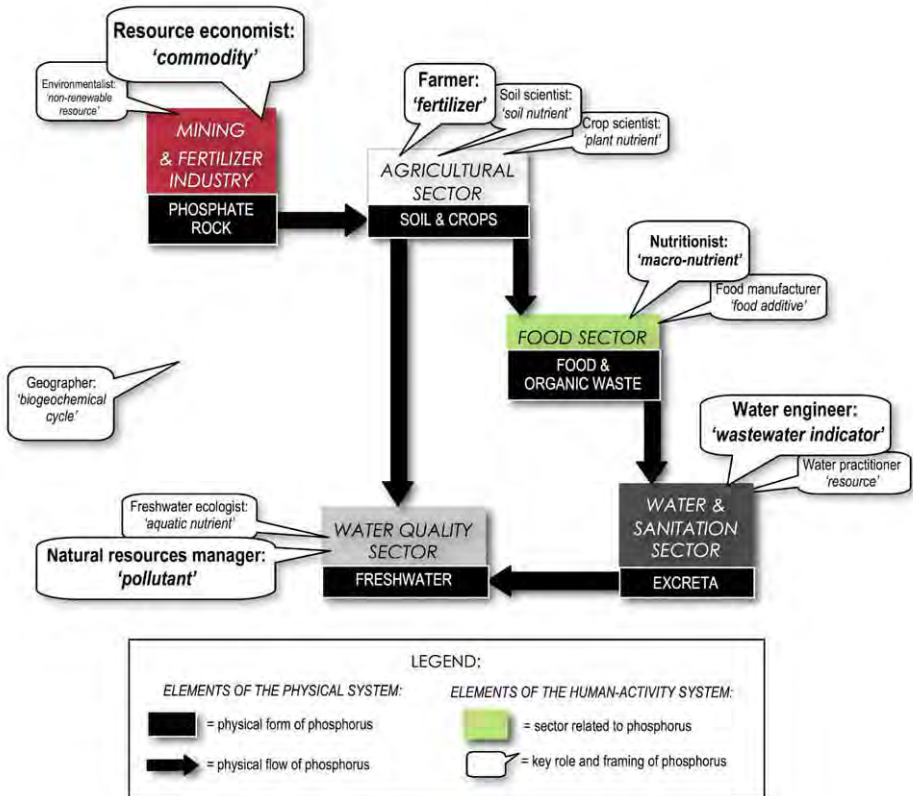 Resource economist:
‘commodity’
Environmentalist:
‘non-renewable
resource’
MINING
& FERTILIZER
INDUSTRY
PHOSPHATE
ROCK
Farmer:
‘fertilizer’
Soil scientist:
‘soil nutrient’
Crop scientist:
‘plant nutrient’
AGRICULTURAL
SECTOR
SOIL & CROPS
Nutritionist:
‘macro-nutrient’
Food manufacturer
‘food additive’
FOOD SECTOR
FOOD &
ORGANIC WASTE
Geographer:
‘biogeochemical
cycle’
Water engineer:
‘wastewater indicator’
Water practitioner
‘resource’
WATER &
SANITATION
SECTOR
EXCRETA
Freshwater ecologist:
‘aquatic nutrient’
Natural resources manager:
‘pollutant’
WATER QUALITY
SECTOR
FRESHWATER
LEGEND:
ELEMENTS OF THE PHYSICAL SYSTEM:
= physical form of phosphorus
= physical flow of phosphorus
ELEMENTS OF THE HUMAN-ACTIVITY SYSTEM:
= sector related to phosphorus
= key role and framing of phosphorus